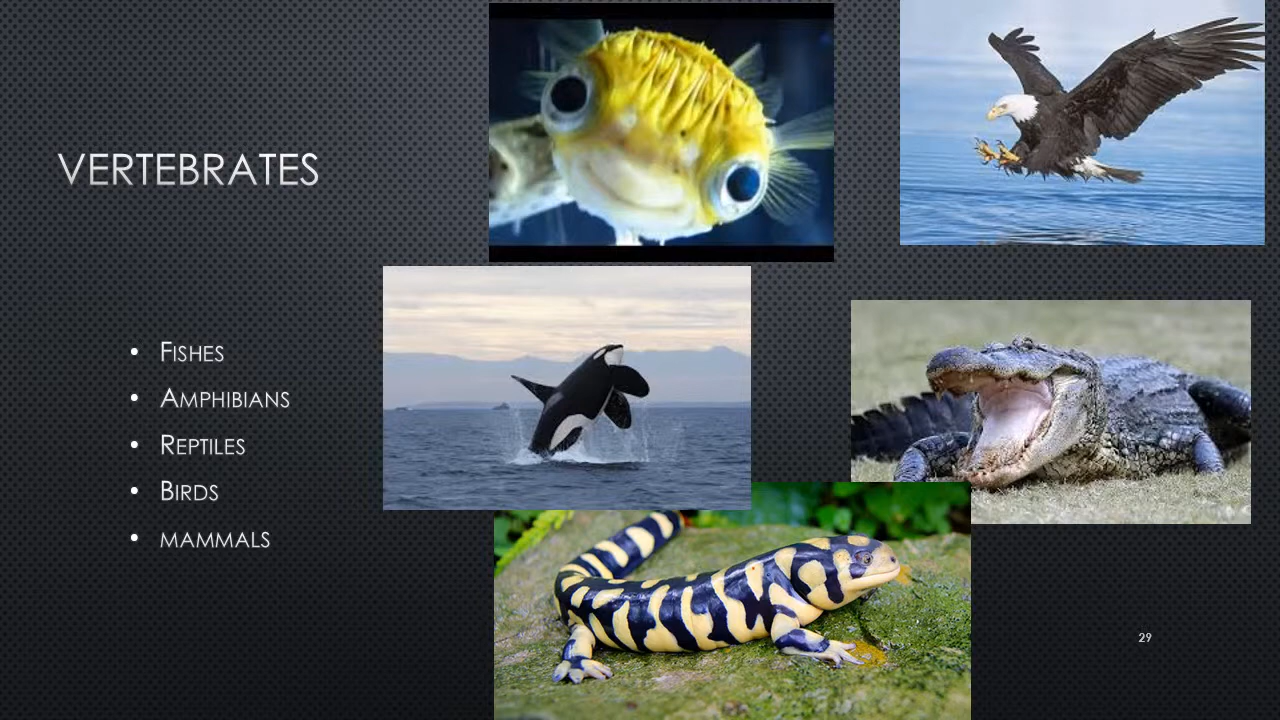 VERTEBRATES
• FISHES
• AMPHIBIANS
• REPTILES
• BIRDS
• MAMMALS
29